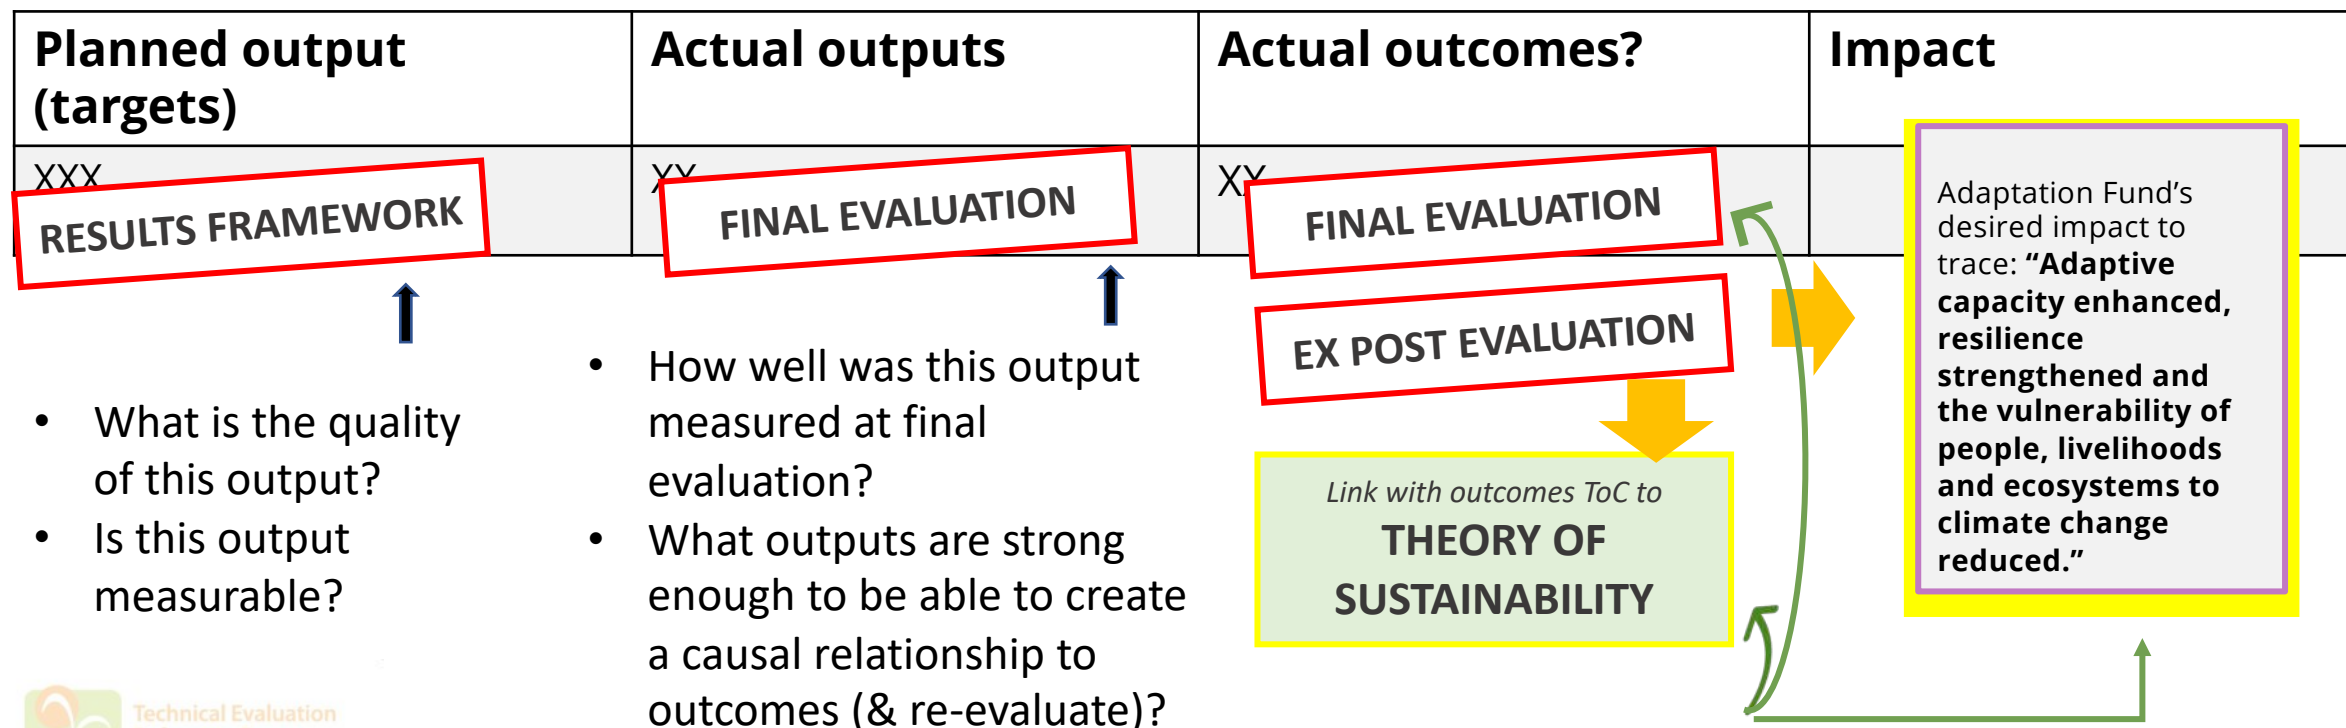 Planned output
(targets)
Actual outputs
Actual outcomes?
Impact
XXX
RESULTS FRAMEWORK
XX
FINAL EVALUATION
XX
FINAL EVALUATION
EX POST EVALUATION
• What is the quality
of this output?
• Is this output
measurable?
• How well was this output
measured at final
evaluation?
• What outputs are strong
enough to be able to create
a causal relationship to
outcomes (& re-evaluate)?
Link with outcomes ToC to
THEORY OF
SUSTAINABILITY
Adaptation Fund’s
desired impact to
trace: “Adaptive
capacity enhanced,
resilience
strengthened and
the vulnerability of
people, livelihoods
and ecosystems to
climate change
reduced.”
Technical Evaluation